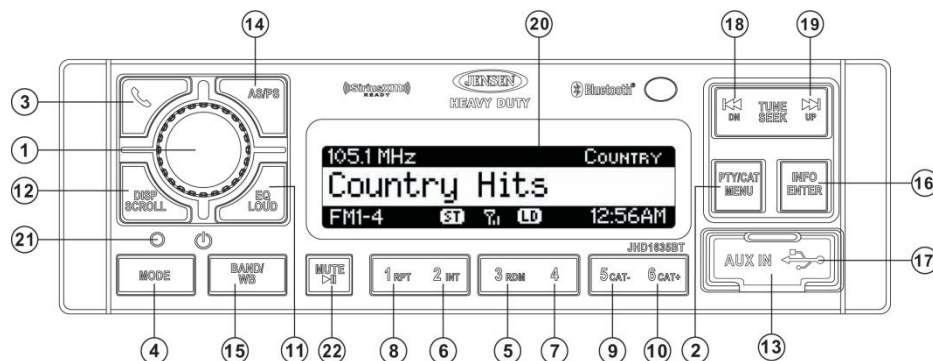 14
20
18
19
3
AS/PS
((SiriusXM))
READY
JENSEN
HEAVY DUTY
Bluetooth®
DN
TUNE
SEEK
UP
1
105.1 MHz COUNTRY
Country Hits
FM1-4 ST LD 12:56AM
12
DISP
SCROLL
EQ
LOUD
PTY/CAT
MENU
INFO
ENTER
16
21
JHD1635BT
MODE
BAND/
WB
MUTE
1 RPT 2 INT 3 RDM 4 5 CAT- 6 CAT+
AUX IN
17
4 15 11 22 8 6 5 7 9 10 2 13